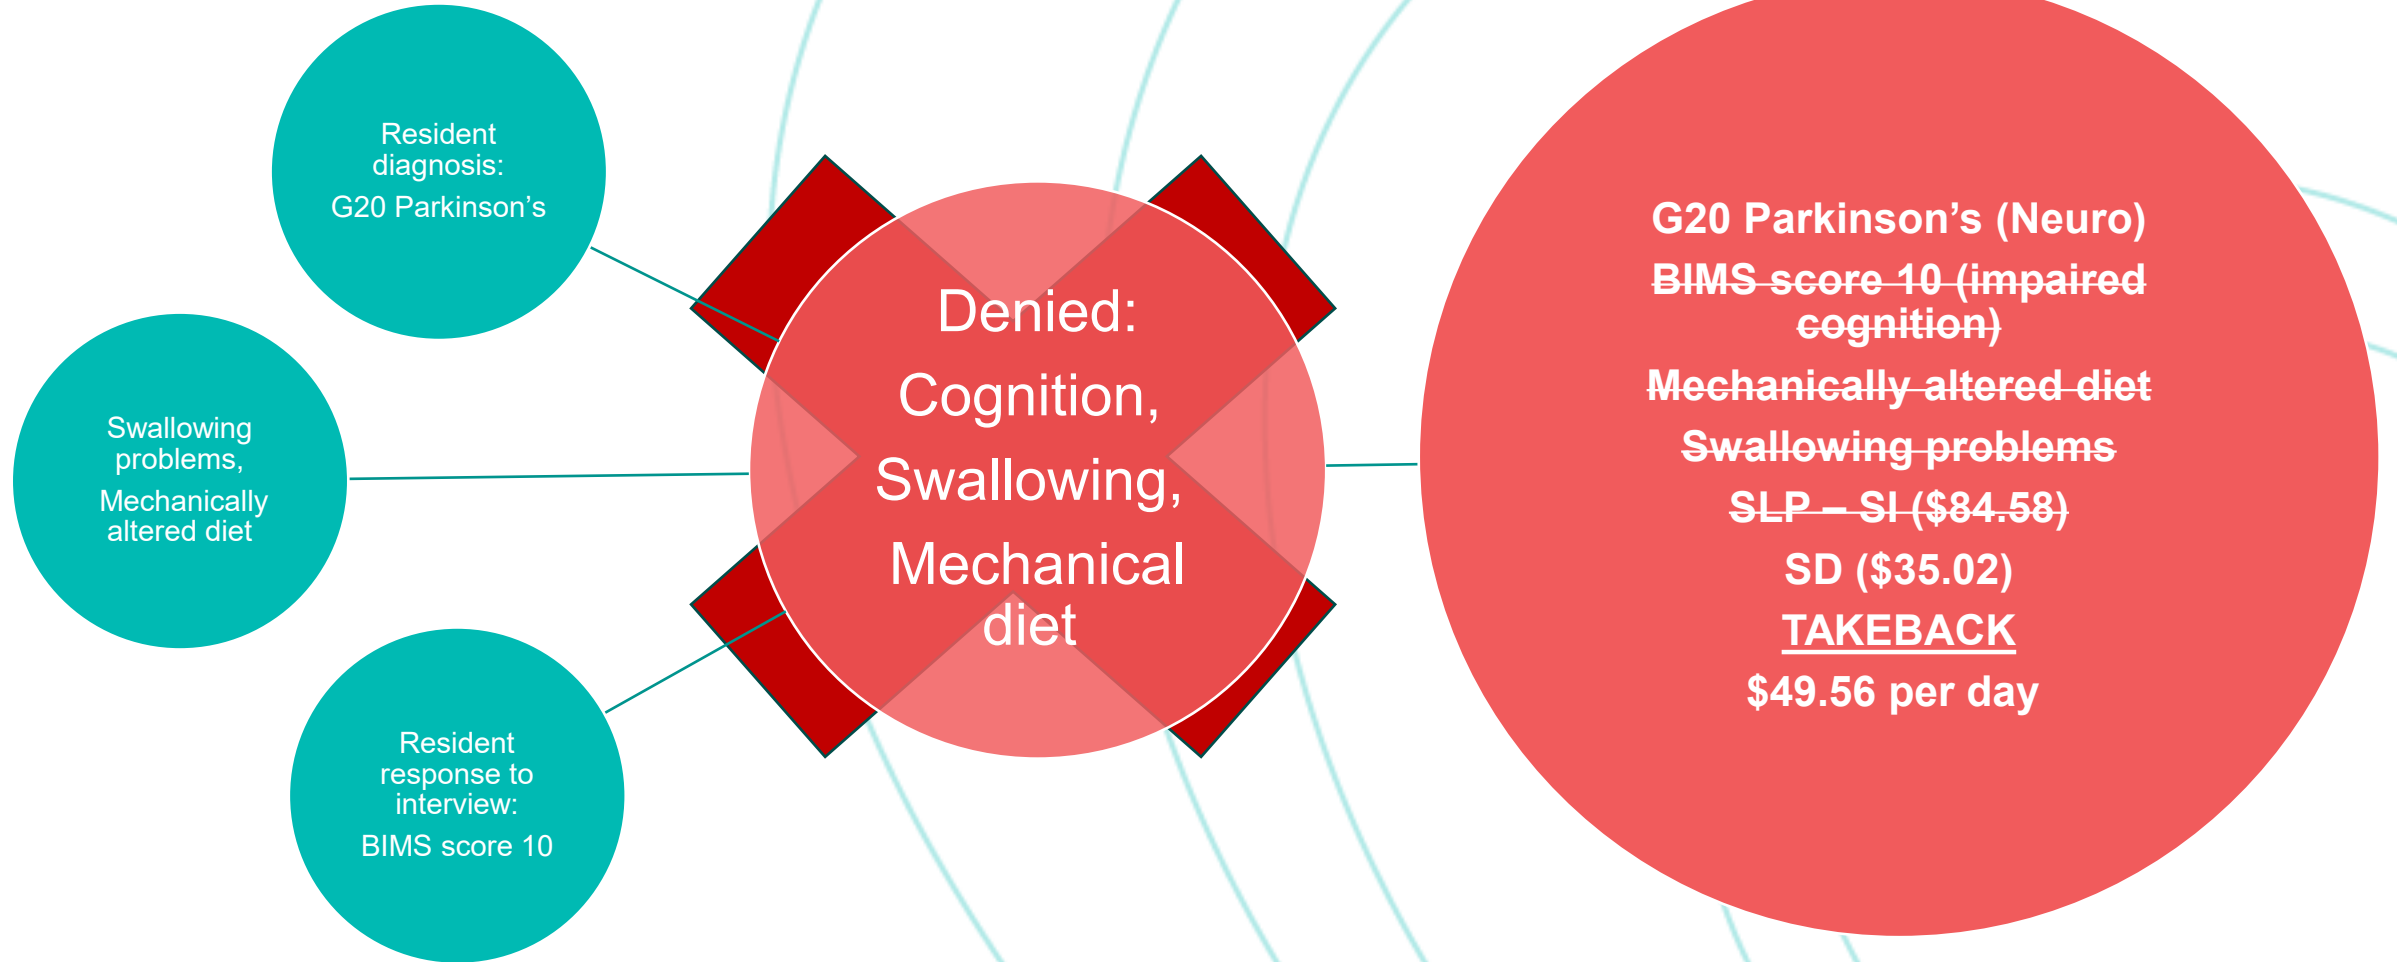 Resident
diagnosis:
G20 Parkinson’s
Swallowing
problems,
Mechanically
altered diet
Resident
response to
interview:
BIMS score 10
Denied:
Cognition,
Swallowing,
Mechanical
diet
G20 Parkinson’s (Neuro)
BIMS score 10 (impaired
cognition)
Mechanically altered diet
Swallowing problems
SLP – SI ($84.58)
SD ($35.02)
TAKEBACK
$49.56 per day